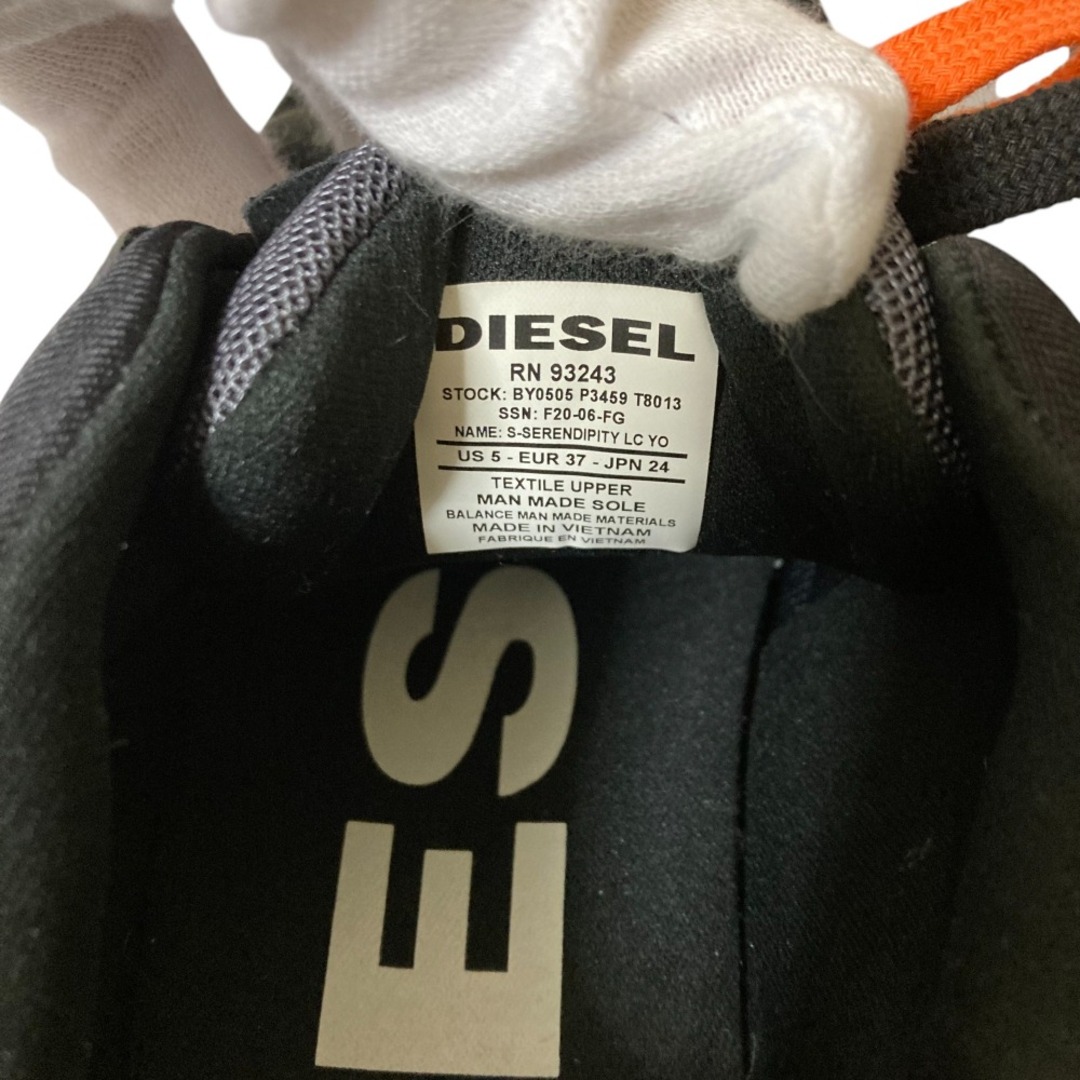 DIESEL
RN 93243
STOCK: BY0505 P3459 T8013
SSN: F20-06-FG
NAME: S-SERENDIPITY LC YO
US 5 - EUR 37 - JPN 24
TEXTILE UPPER
MAN MADE SOLE
BALANCE MAN MADE MATERIALS
MADE IN VIETNAM
FABRIQUE EN VIETNAM
ES